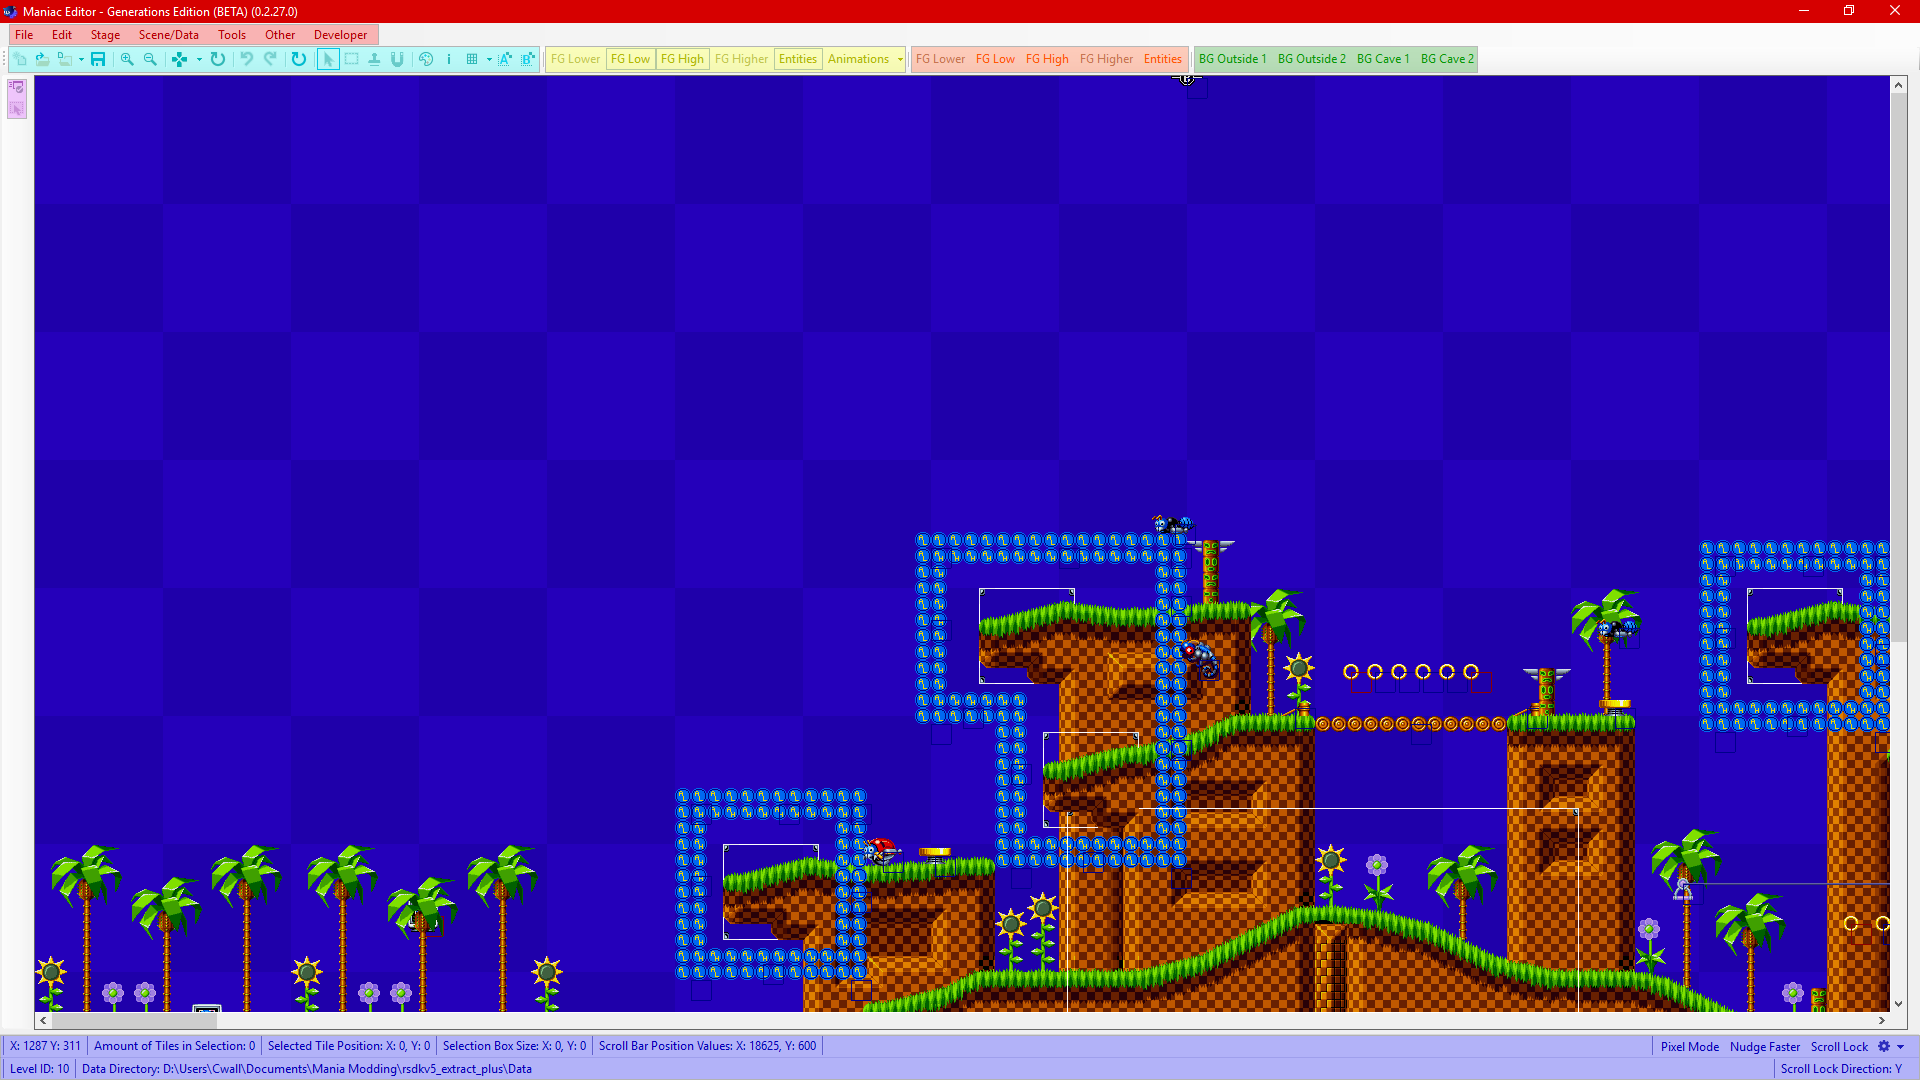 Maniac Editor - Generations Edition (BETA) (0.2.27.0)
File Edit Stage Scene/Data Tools Other Developer
FG Lower FG Low FG High FG Higher Entities Animations FG Lower FG Low FG High FG Higher Entities BG Outside 1 BG Outside 2 BG Cave 1 BG Cave 2
X: 1287 Y: 311 Amount of Tiles in Selection: 0 Selected Tile Position: X: 0, Y: 0 Selection Box Size: X: 0, Y: 0 Scroll Bar Position Values: X: 18625, Y: 600 Pixel Mode Nudge Faster Scroll Lock
Level ID: 10 Data Directory: D:\Users\Cwall\Documents\Mania Modding\rsdkv5_extract_plus\Data Scroll Lock Direction: Y